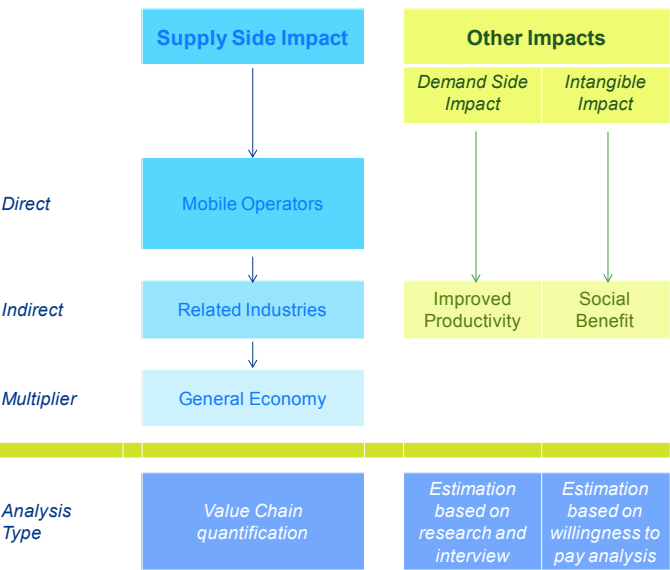 Supply Side Impact
Other Impacts
Demand Side
Impact
Intangible
Impact
Direct
Mobile Operators
Indirect
Related Industries
Improved
Productivity
Social
Benefit
Multiplier
General Economy
Analysis
Type
Value Chain
quantification
Estimation
based on
research and
interview
Estimation
based on
willingness to
pay analysis